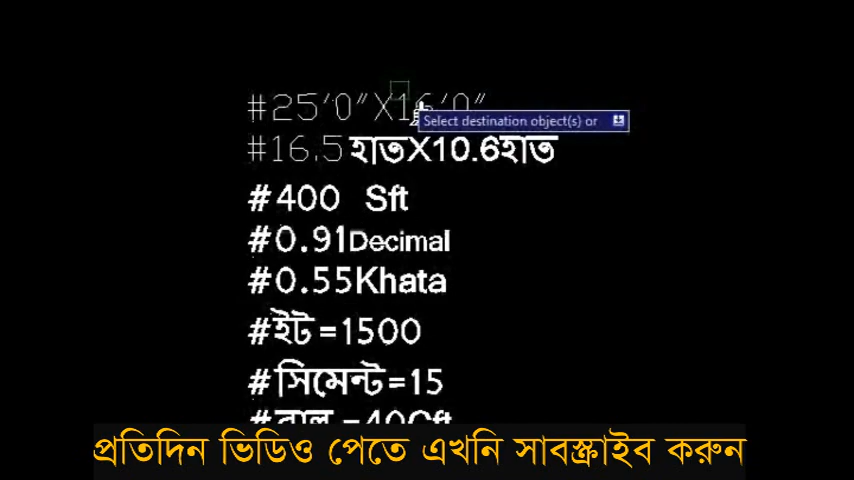 #25'0"X16'0"
Select destination object(s) or
#16.5হাতX10.6হাত
#400 Sft
#0.91Decimal
#0.55Khata
#ইট=1500
#সিমেন্ট=15
#বালু =40Cft
প্রতিদিন ভিডিও পেতে এখনি সাবস্ক্রাইব করুন